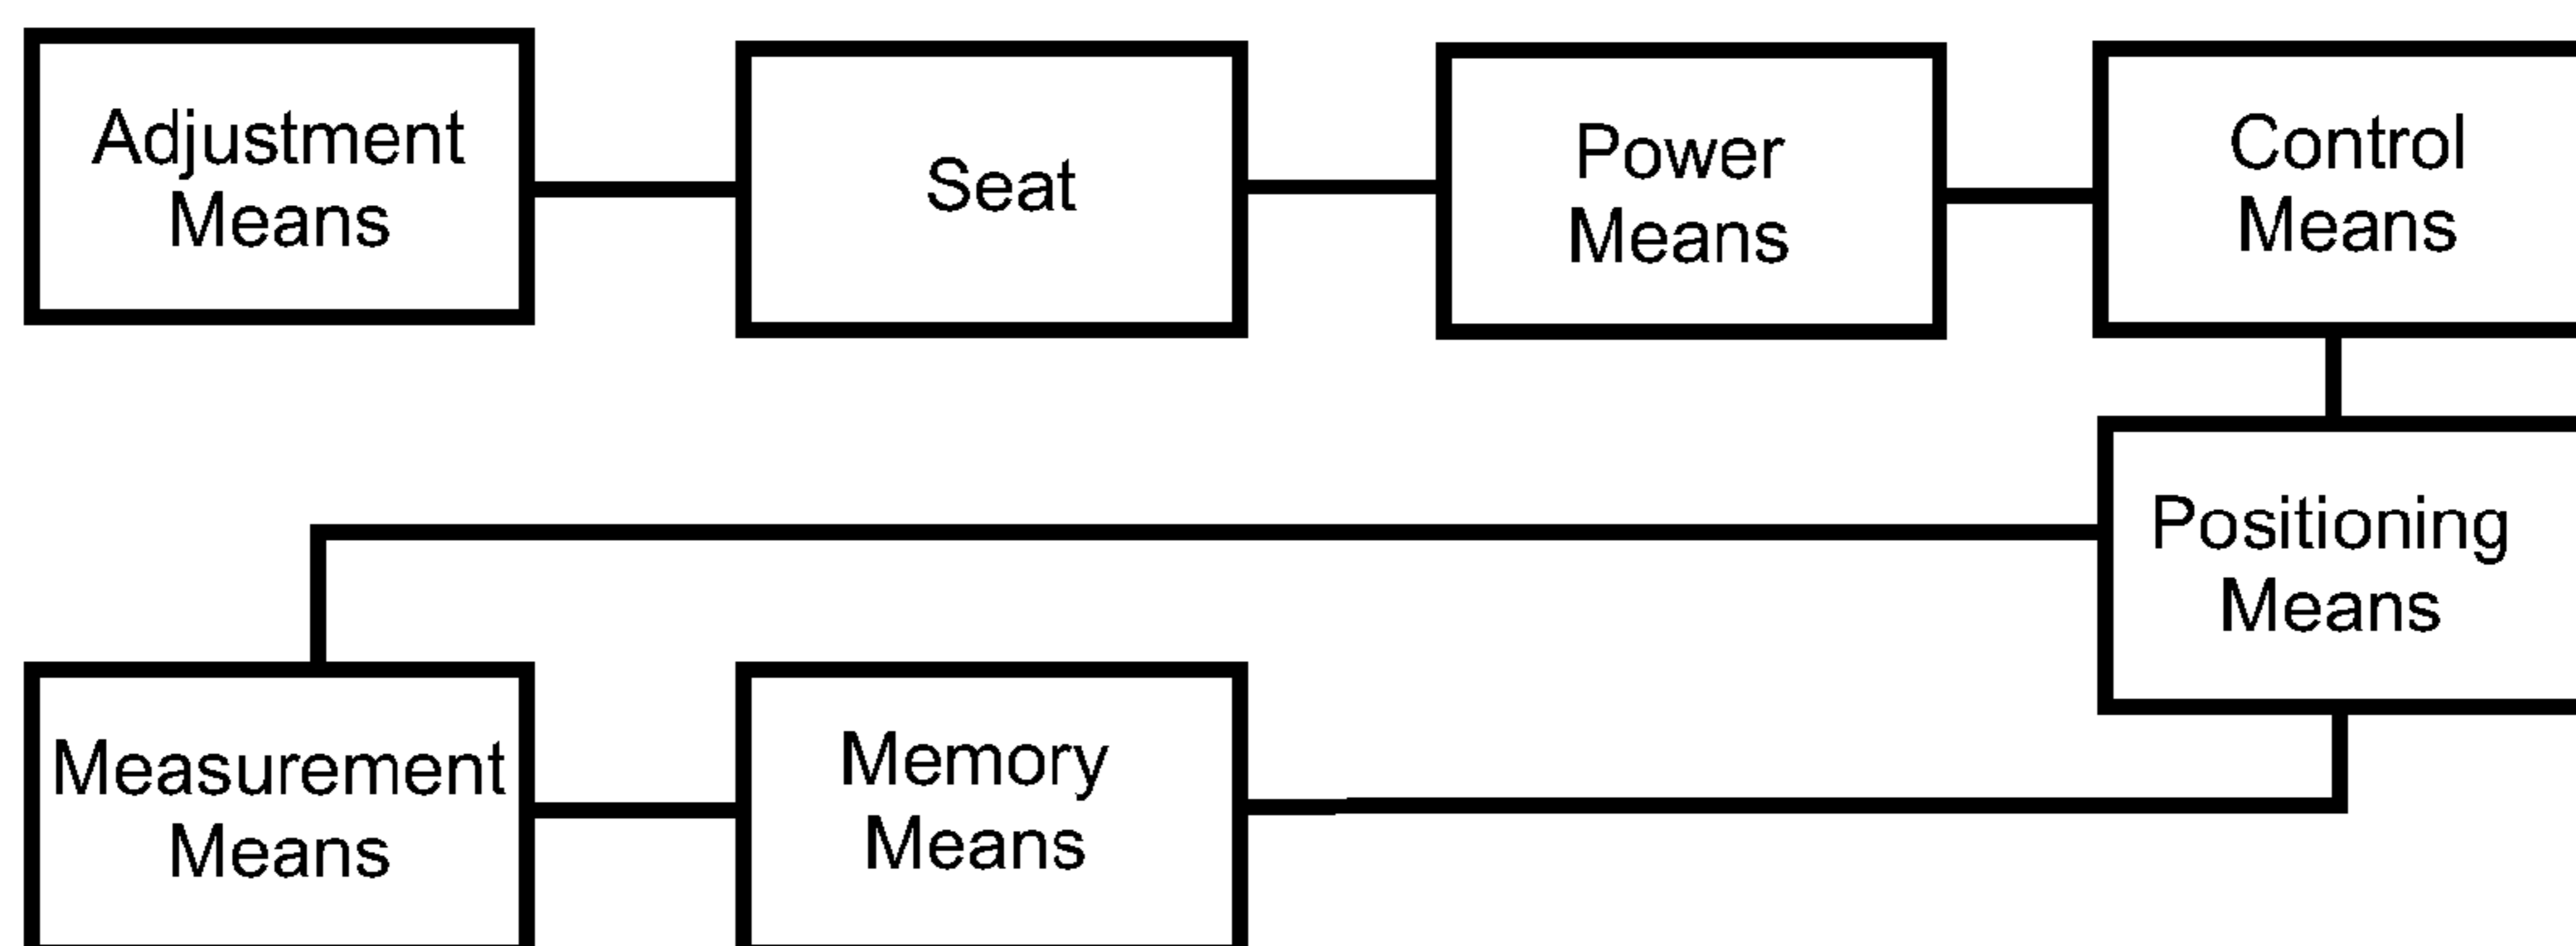 Adjustment
Means
Seat
Power
Means
Control
Means
Positioning
Means
Measurement
Means
Memory
Means